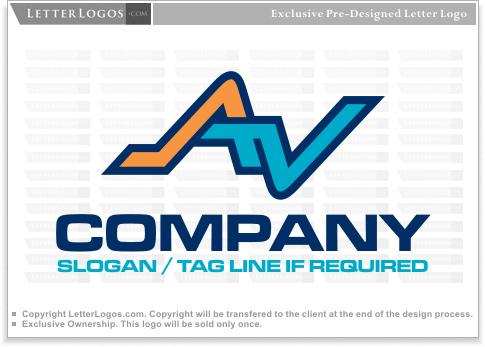 LETTERLOGOS.COM
Exclusive Pre-Designed Letter Logo
AV
COMPANY
SLOGAN / TAG LINE IF REQUIRED
Copyright LetterLogos.com. Copyright will be transfered to the client at the end of the design process.
Exclusive Ownership. This logo will be sold only once.